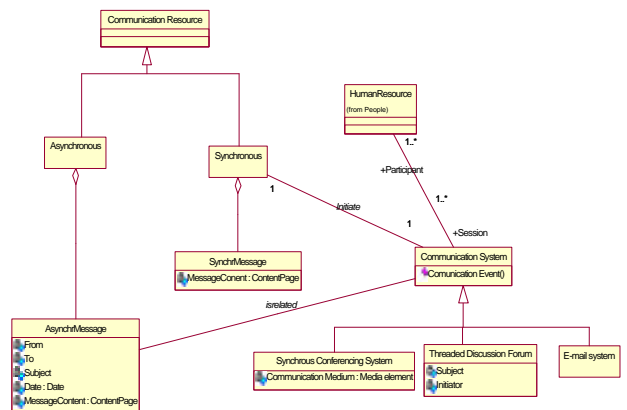 Communication Resource
HumanResource
(from People)
Asynchronous
Synchronous
1..*
+Participant
1
Initiate
1..*
1
+Session
Communication System
Comunication Event()
SynchrMessage
MessageConent : ContentPage
isrelated
AsynchrMessage
From
To
Subject
Date : Date
MessageContent : ContentPage
Synchrous Conferencing System
Communication Medium : Media element
Threaded Discussion Forum
Subject
Initiator
E-mail system